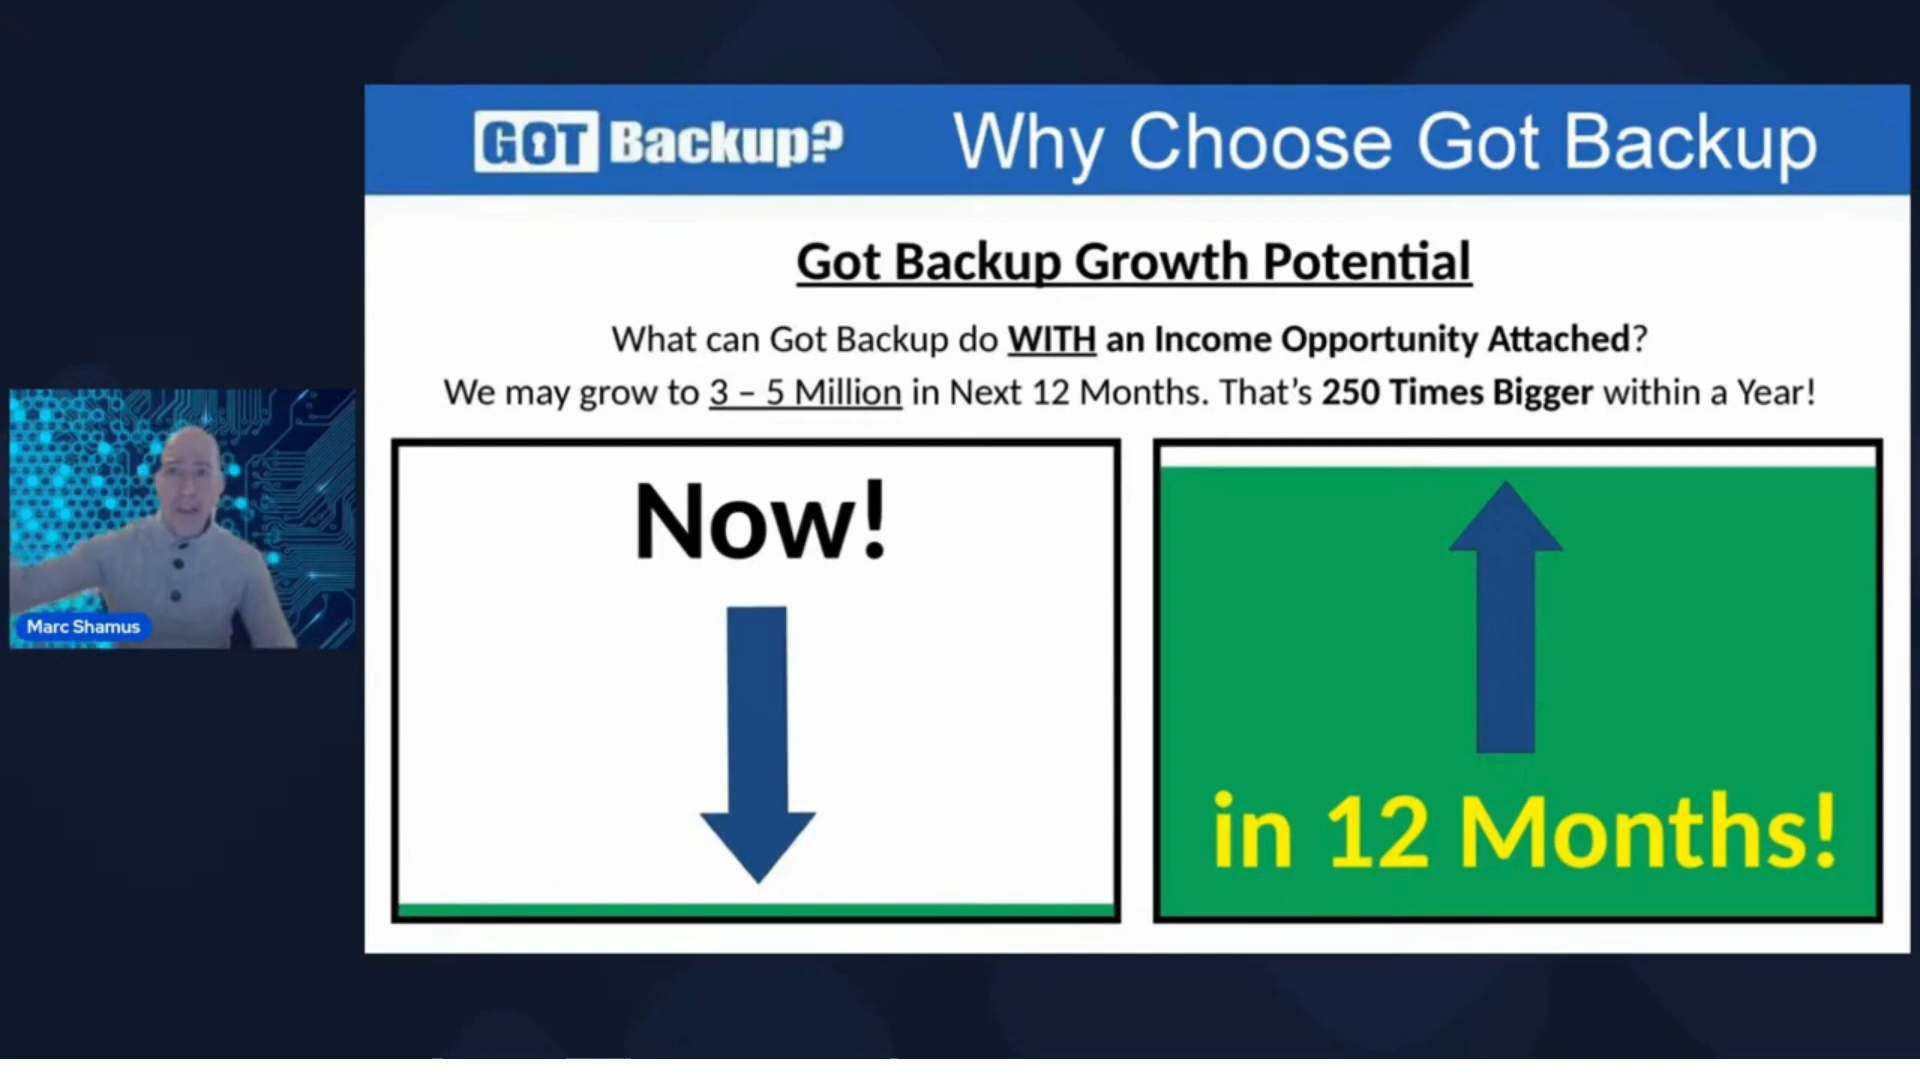 GOT Backup?
Why Choose Got Backup
Got Backup Growth Potential
What can Got Backup do WITH an Income Opportunity Attached?
We may grow to 3 – 5 Million in Next 12 Months. That's 250 Times Bigger within a Year!
Now!
in 12 Months!
Marc Shamus